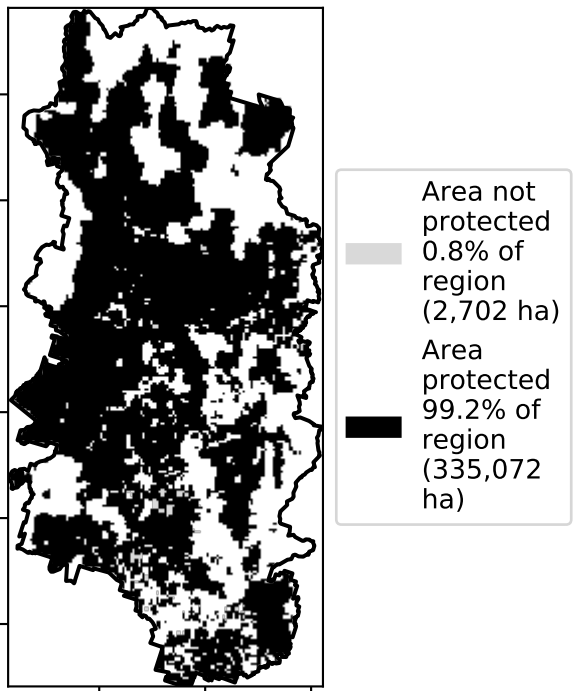 Area not
protected
0.8% of
region
(2,702 ha)
Area
protected
99.2% of
region
(335,072
ha)